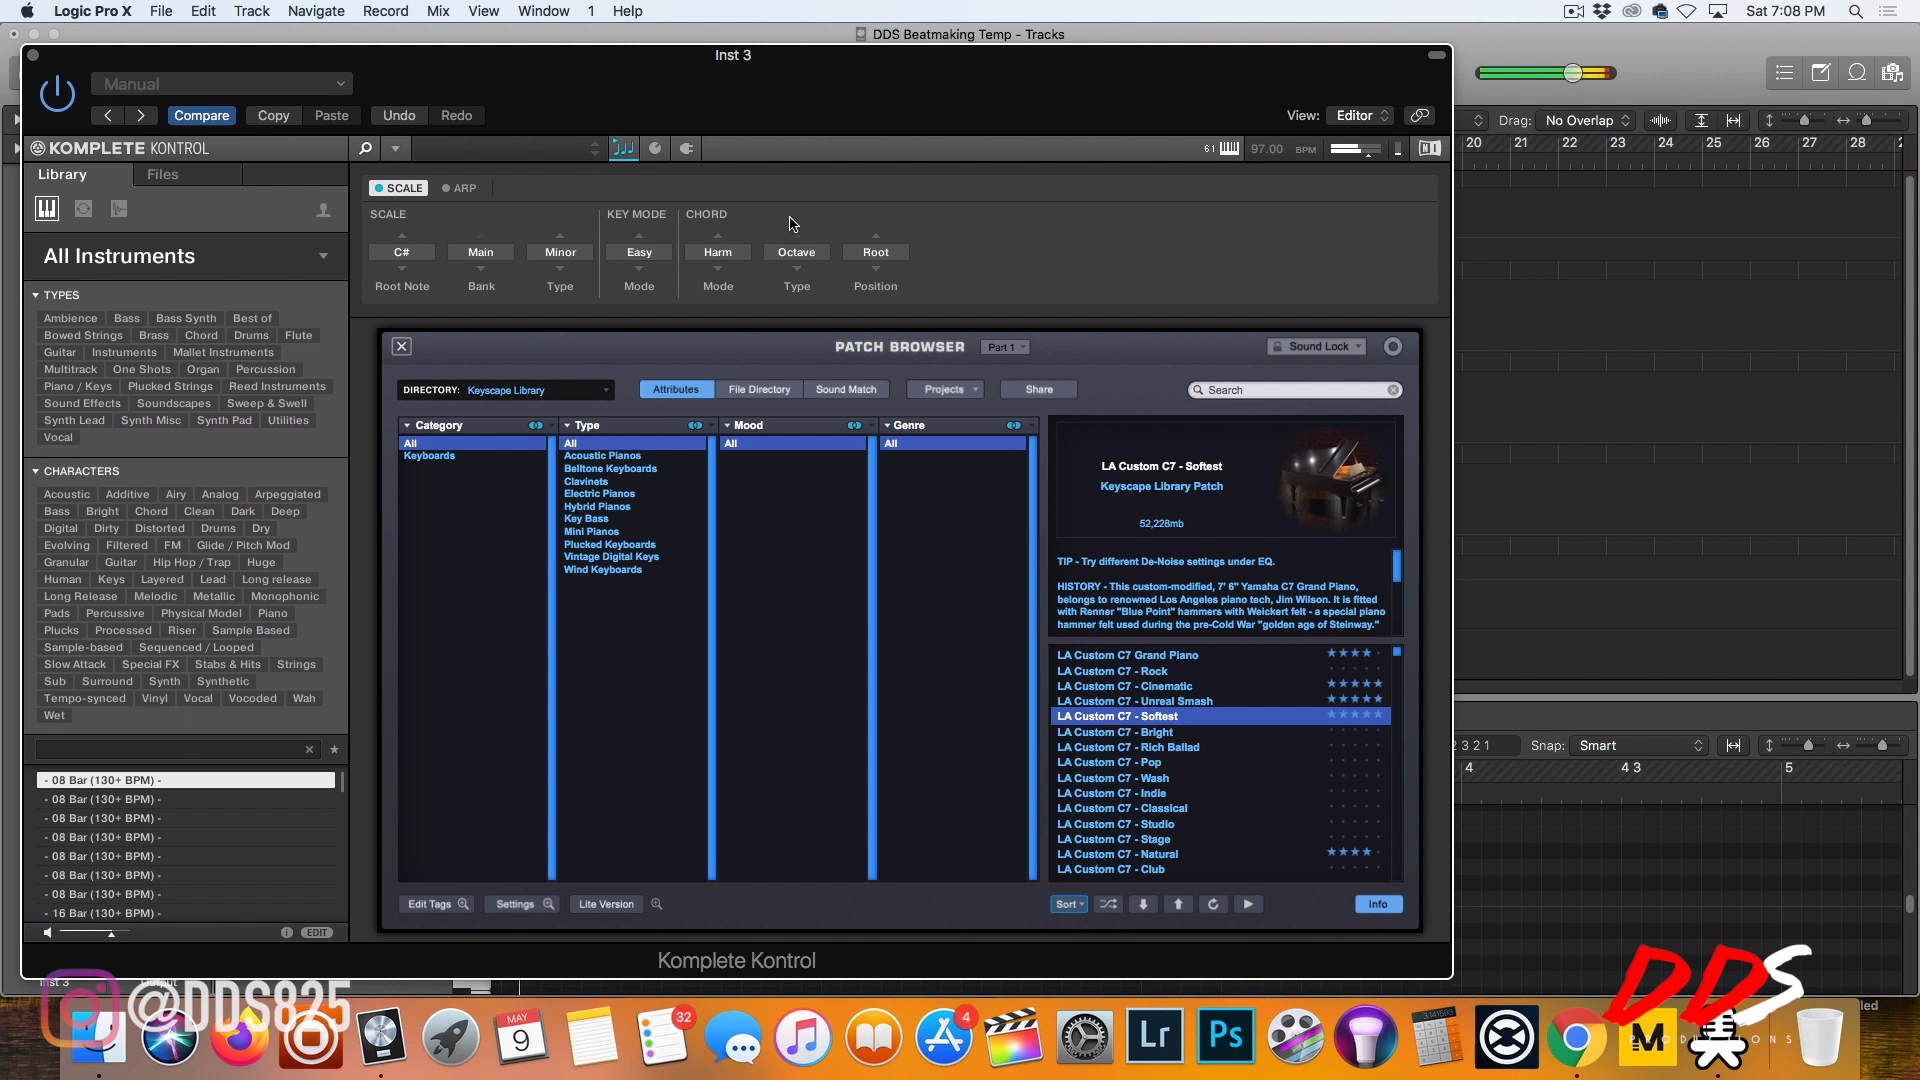 Logic Pro X File Edit Track Navigate Record Mix View Window 1 Help Sat 7:08 PM
DDS Beatmaking Temp - Tracks
Inst 3
Manual
Compare Copy Paste Undo Redo View: Editor
Drag: No Overlap
20 21 22 23 24 25 26 27 28
KOMPLETE KONTROL 61 97.00 BPM
Library Files
SCALE ARP
SCALE KEY MODE CHORD
C# Main Minor Easy Harm Octave Root
Root Note Bank Type Mode Mode Type Position
All Instruments
TYPES
Ambience Bass Bass Synth Best of
Bowed Strings Brass Chord Drums Flute
Guitar Instruments Mallet Instruments
Multitrack One Shots Organ Percussion
Piano / Keys Plucked Strings Reed Instruments
Sound Effects Soundscapes Sweep & Swell
Synth Lead Synth Misc Synth Pad Utilities
Vocal
CHARACTERS
Acoustic Additive Airy Analog Arpeggiated
Bass Bright Chord Clean Dark Deep
Digital Dirty Distorted Drums Dry
Evolving Filtered FM Glide / Pitch Mod
Granular Guitar Hip Hop / Trap Huge
Human Keys Layered Lead Long release
Long Release Melodic Metallic Monophonic
Pads Percussive Physical Model Piano
Plucks Processed Riser Sample Based
Sample-based Sequenced / Looped
Slow Attack Special FX Stabs & Hits Strings
Sub Surround Synth Synthetic
Tempo-synced Vinyl Vocal Vocoded Wah
Wet
- 08 Bar (130+ BPM) -
- 08 Bar (130+ BPM) -
- 08 Bar (130+ BPM) -
- 08 Bar (130+ BPM) -
- 08 Bar (130+ BPM) -
- 08 Bar (130+ BPM) -
- 08 Bar (130+ BPM) -
- 16 Bar (130+ BPM) -
EDIT
PATCH BROWSER Part 1 Sound Lock
DIRECTORY: Keyscape Library Attributes File Directory Sound Match Projects Share Search
Category Type Mood Genre
All All All All
Keyboards
Acoustic Pianos
Belltone Keyboards
Clavinets
Electric Pianos
Hybrid Pianos
Key Bass
Mini Pianos
Plucked Keyboards
Vintage Digital Keys
Wind Keyboards
LA Custom C7 - Softest
Keyscape Library Patch
52,228mb
TIP - Try different De-Noise settings under EQ.
HISTORY - This custom-modified, 7' 6" Yamaha C7 Grand Piano,
belongs to renowned Los Angeles piano tech, Jim Wilson. It is fitted
with Renner "Blue Point" hammers with Weickert felt - a special piano
hammer felt used during the pre-Cold War "golden age of Steinway."
LA Custom C7 Grand Piano
LA Custom C7 - Rock
LA Custom C7 - Cinematic
LA Custom C7 - Unreal Smash
LA Custom C7 - Softest
LA Custom C7 - Bright
LA Custom C7 - Rich Ballad
LA Custom C7 - Pop
LA Custom C7 - Wash
LA Custom C7 - Indie
LA Custom C7 - Classical
LA Custom C7 - Studio
LA Custom C7 - Stage
LA Custom C7 - Natural
LA Custom C7 - Club
Edit Tags Settings Lite Version Sort Info
Komplete Kontrol
2 3 2 1 Snap: Smart
4 4 3 5
Inst 3 Output
@DDS825
DDS
PRODUCTIONS
MAY
9
32
4
Lr
Ps
3.141593
M